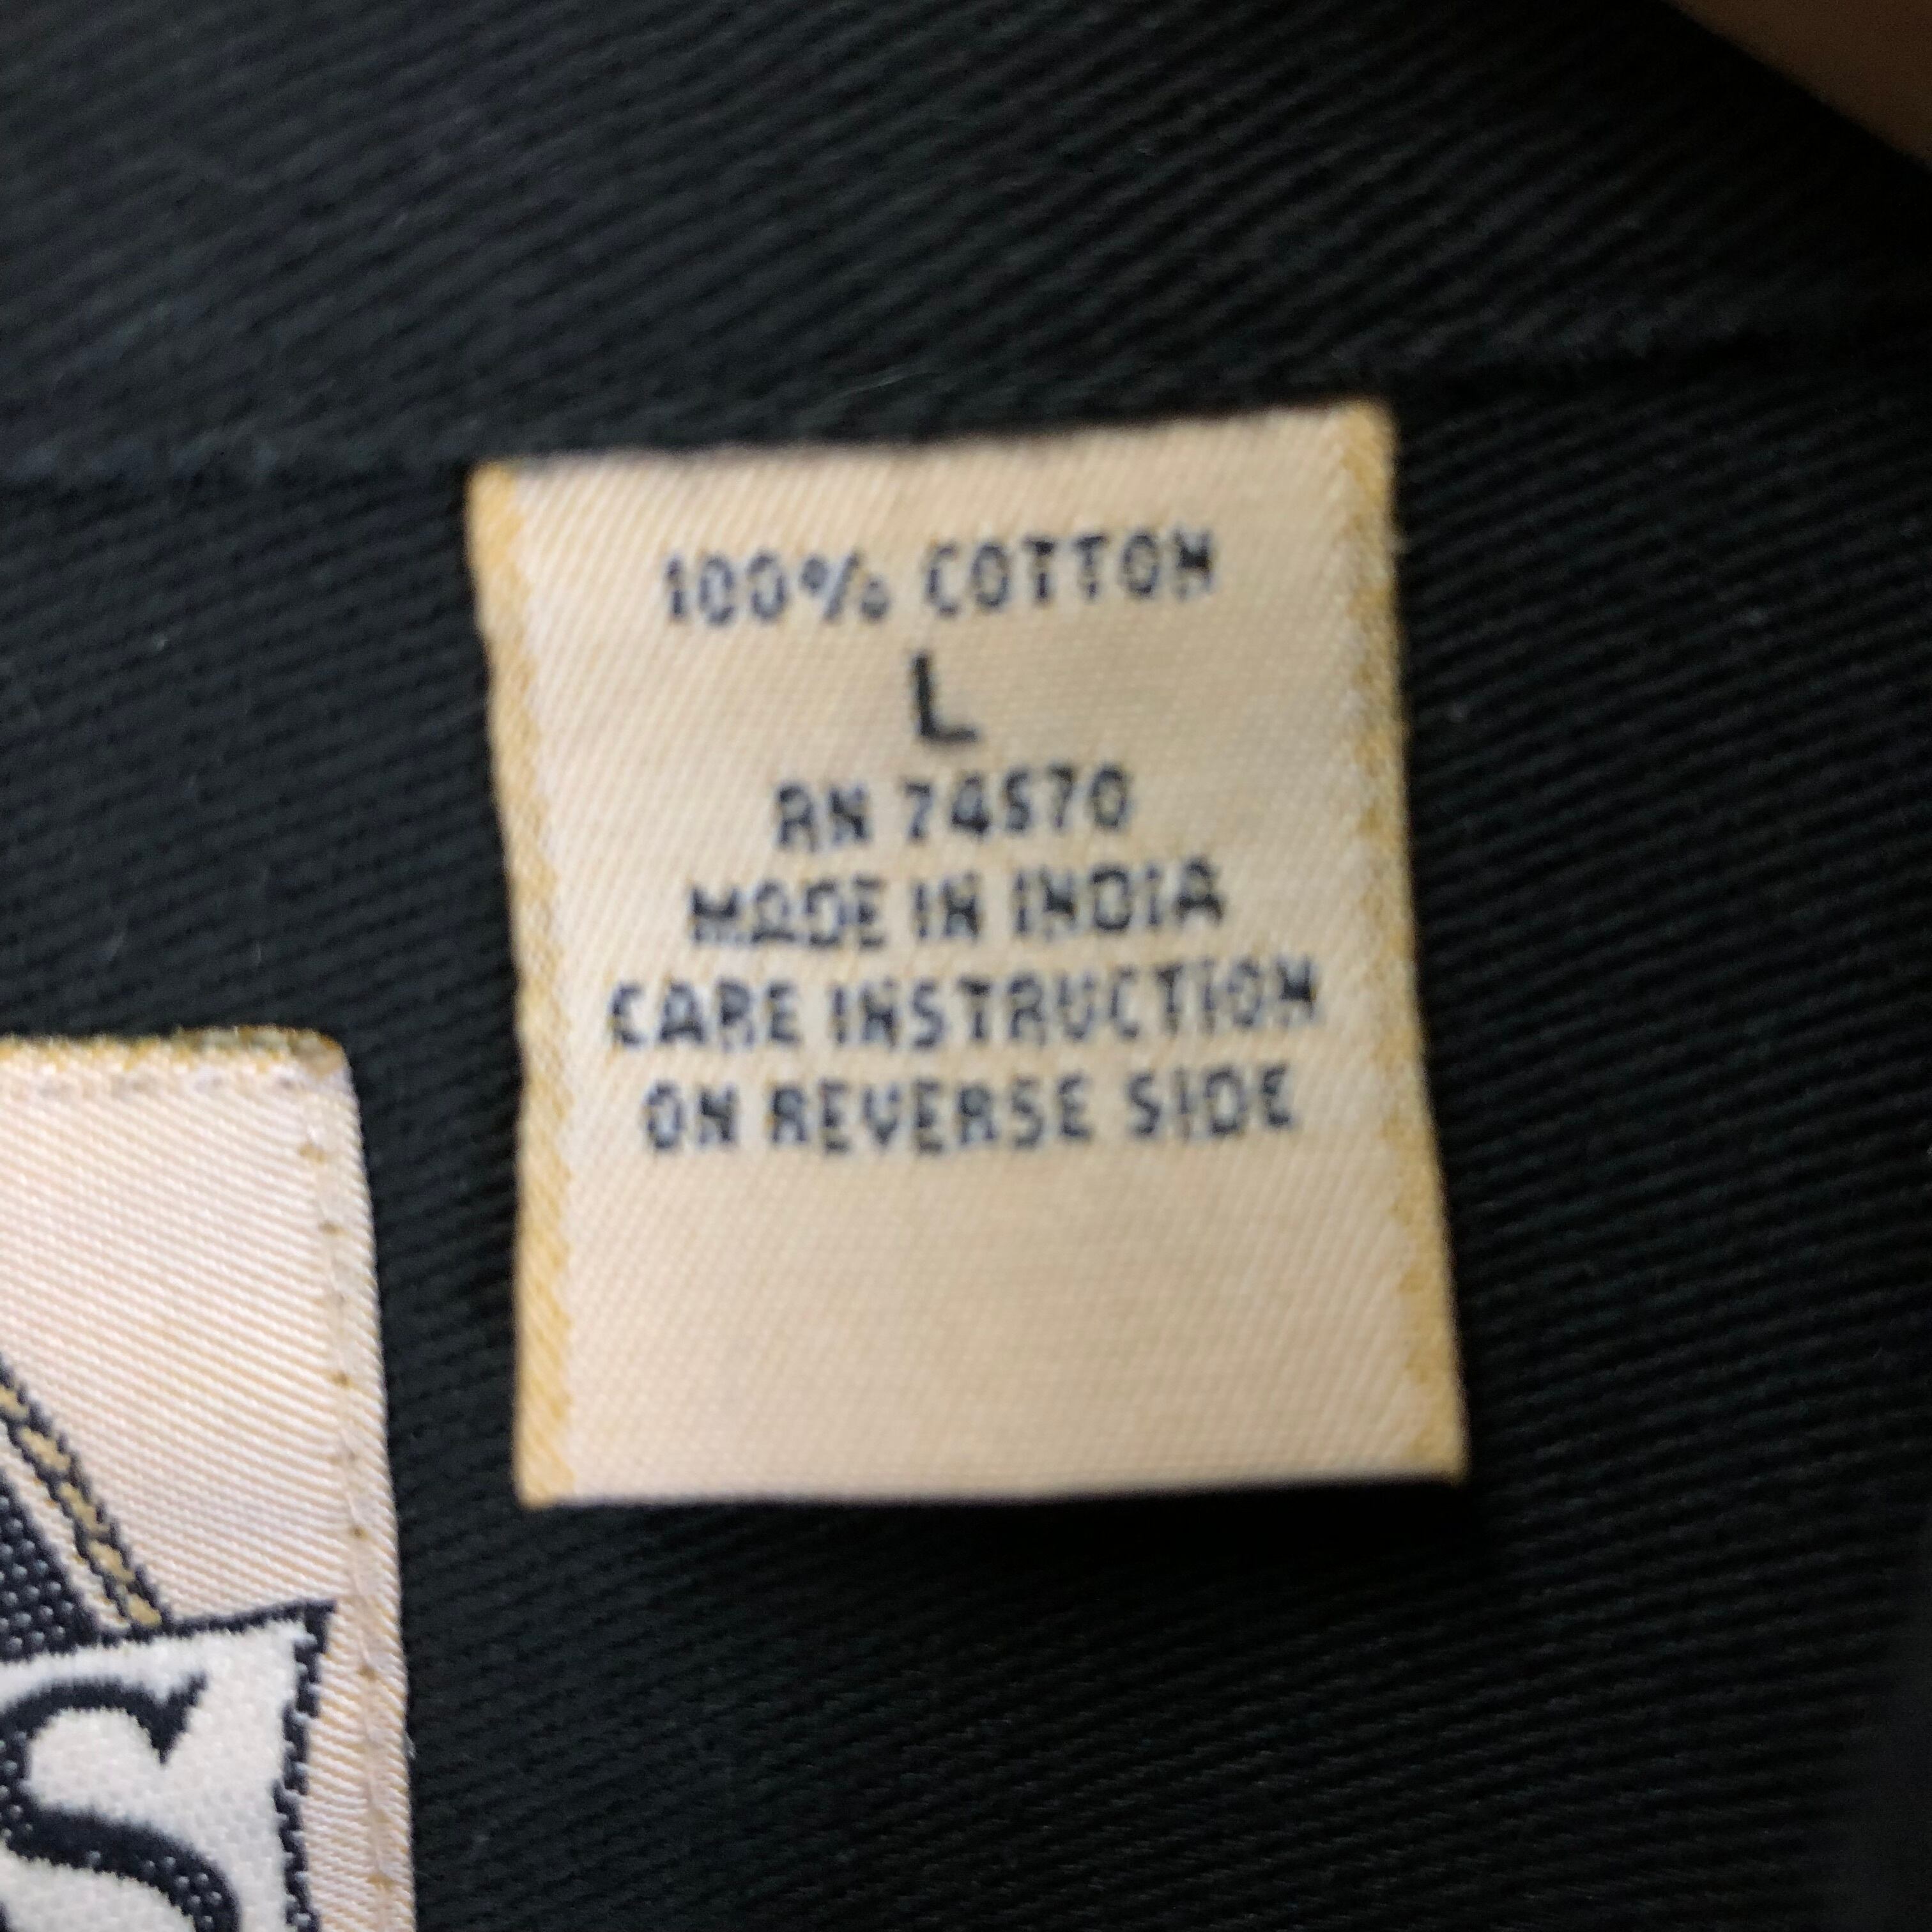 100% COTTON
L
RN 74570
MADE IN INDIA
CARE INSTRUCTION
ON REVERSE SIDE
S